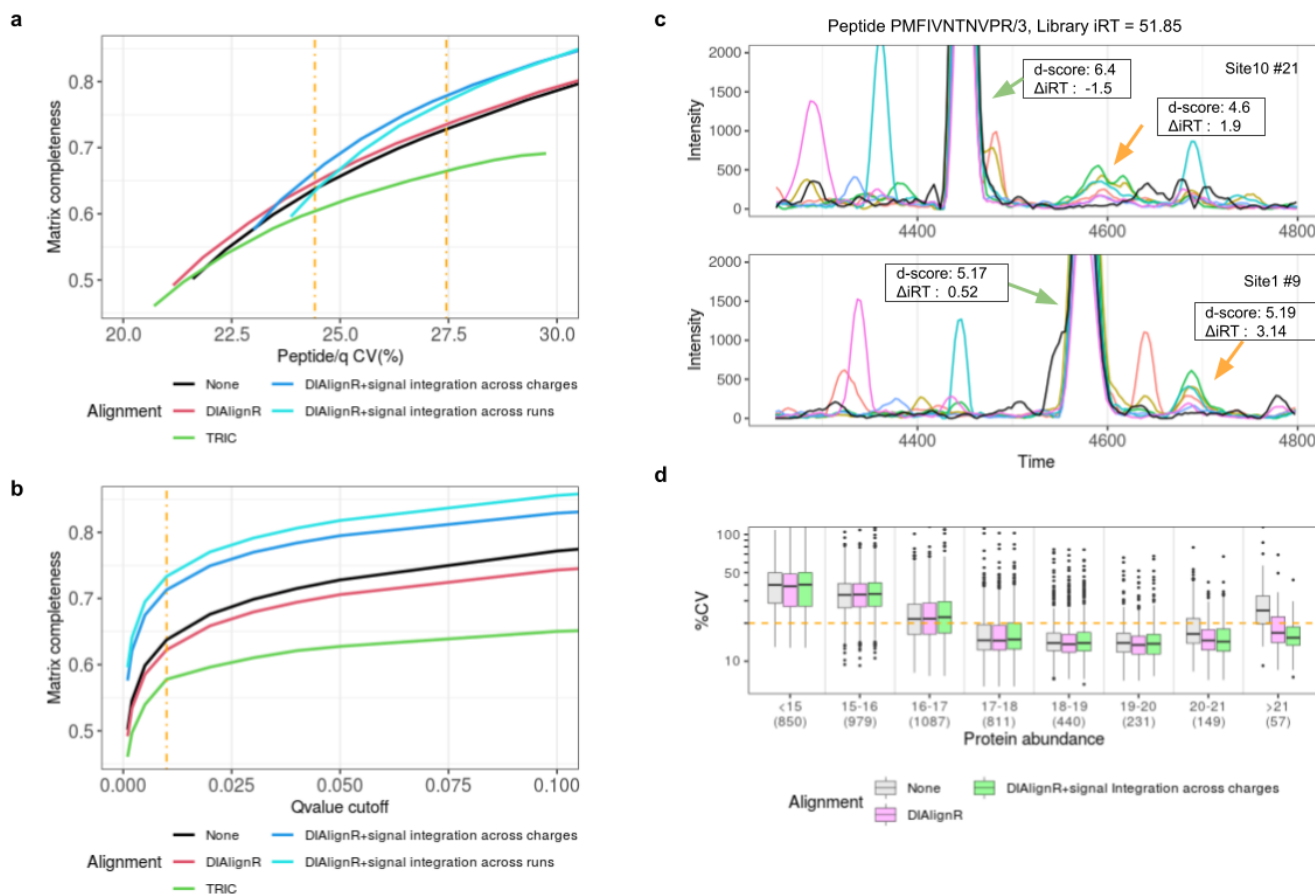 a
Matrix completeness
0.8
0.7
0.6
0.5
20.0 22.5 25.0 27.5 30.0
Peptide/q CV(%)
Alignment
None
DIAlignR
TRIC
DIAlignR+signal integration across charges
DIAlignR+signal integration across runs
b
Matrix completeness
0.8
0.7
0.6
0.5
0.000 0.025 0.050 0.075 0.100
Qvalue cutoff
Alignment
None
DIAlignR
TRIC
DIAlignR+signal integration across charges
DIAlignR+signal integration across runs
c
Peptide PMFIVNTNVPR/3, Library iRT = 51.85
Intensity
2000
1500
1000
500
0
d-score: 6.4
ΔiRT : -1.5
Site10 #21
d-score: 4.6
ΔiRT : 1.9
4400 4600 4800
Intensity
2000
1500
1000
500
0
d-score: 5.17
ΔiRT : 0.52
Site1 #9
d-score: 5.19
ΔiRT : 3.14
4400 4600 4800
Time
d
%CV
100
50
10
<15 15-16 16-17 17-18 18-19 19-20 20-21 >21
(850) (979) (1087) (811) (440) (231) (149) (57)
Protein abundance
Alignment
None
DIAlignR
DIAlignR+signal Integration across charges